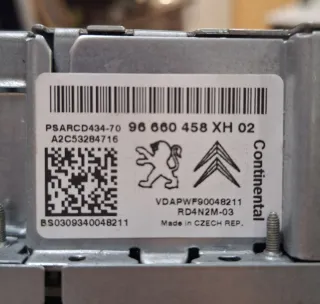 PSARCD434-70 96 660 458 XH 02
A2C53284716
Continental
VDAPWF90048211
RD4N2M-03
BS0309340048211
Made in CZECH REP.